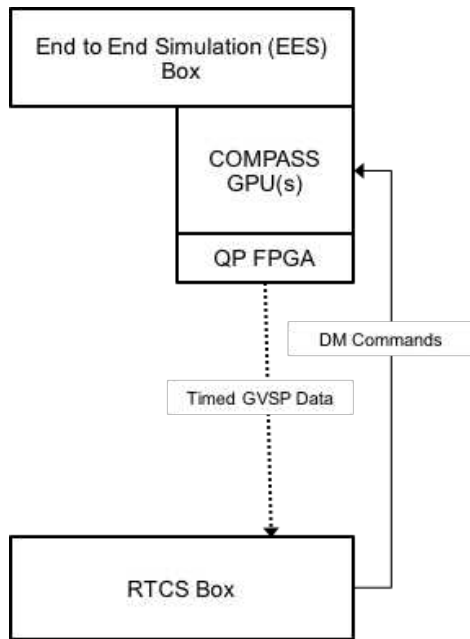 End to End Simulation (EES)
Box
COMPASS
GPU(s)
QP FPGA
DM Commands
Timed GVSP Data
RTCS Box